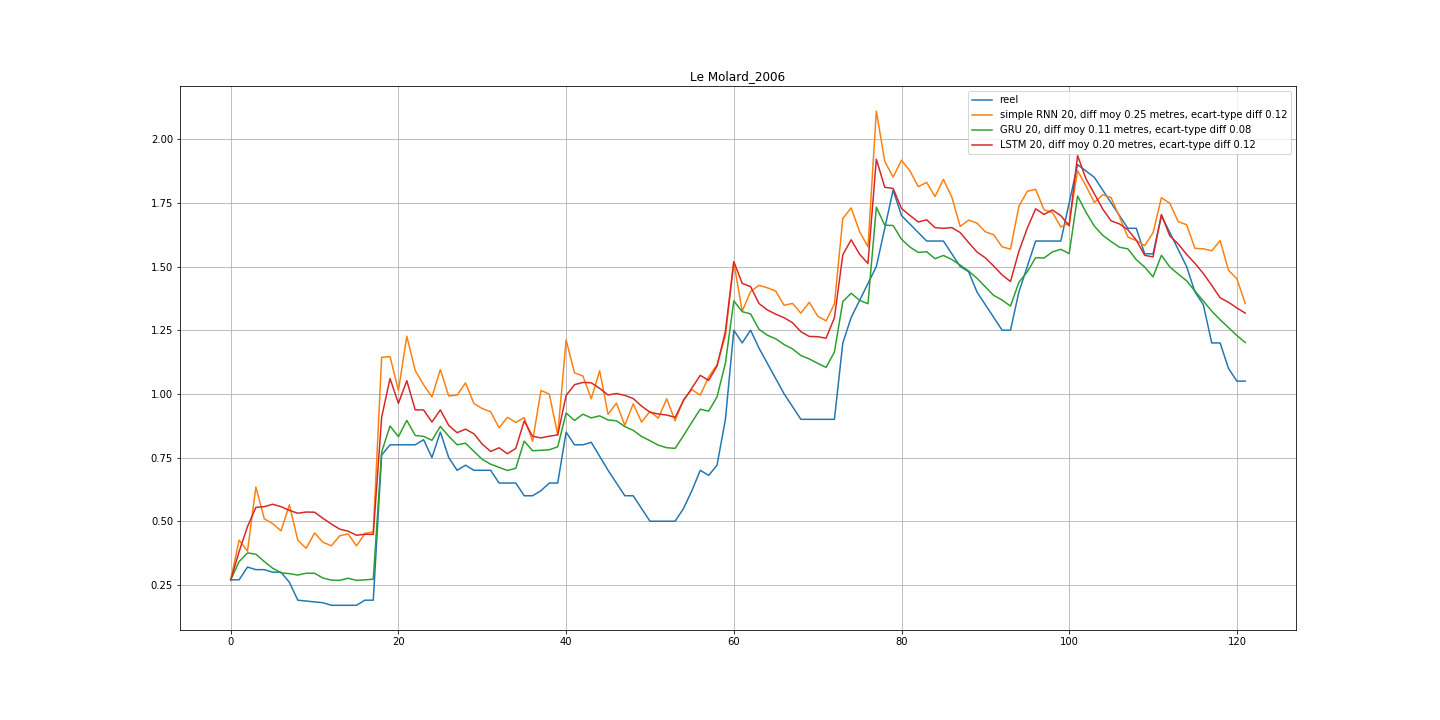 Le Molard_2006
reel
simple RNN 20, diff moy 0.25 metres, ecart-type diff 0.12
GRU 20, diff moy 0.11 metres, ecart-type diff 0.08
LSTM 20, diff moy 0.20 metres, ecart-type diff 0.12
2.00
1.75
1.50
1.25
1.00
0.75
0.50
0.25
0 20 40 60 80 100 120